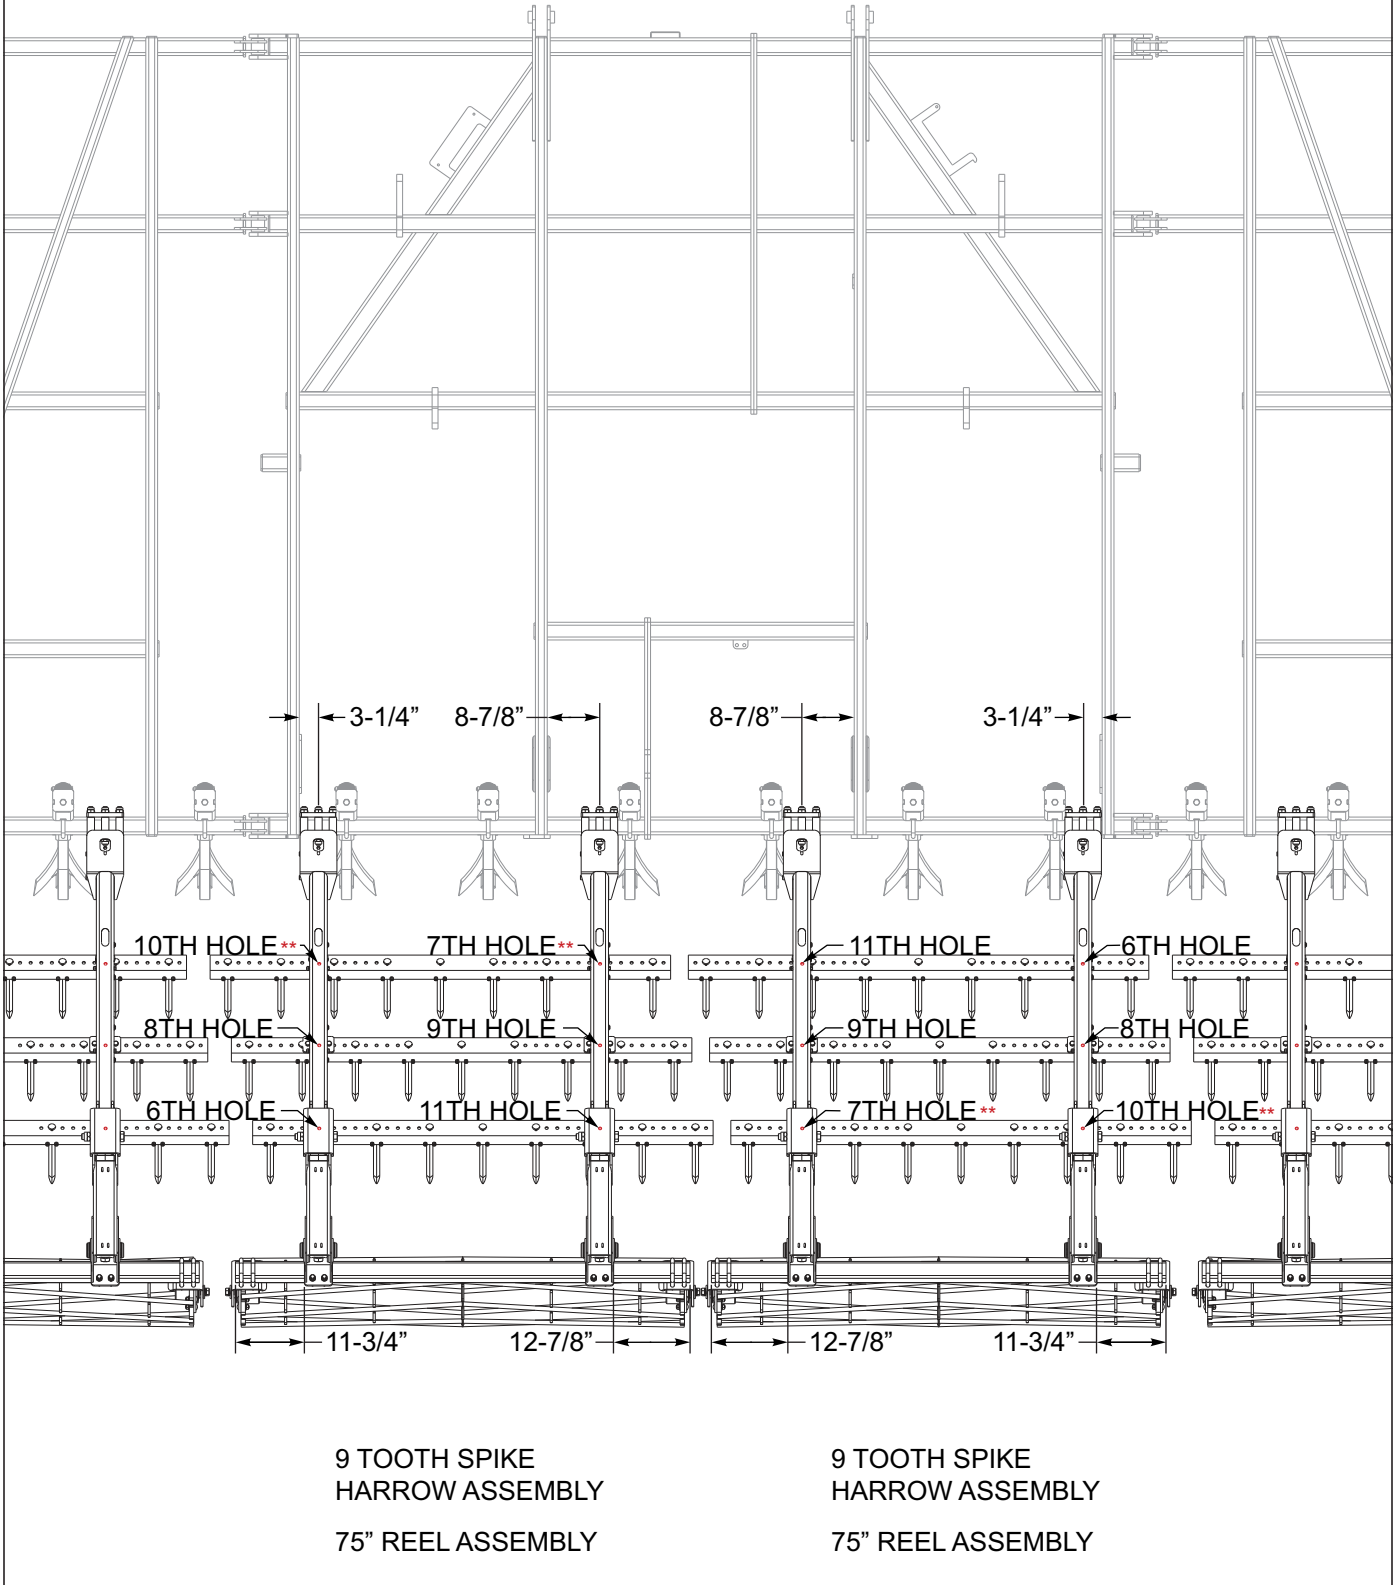 3-1/4” 8-7/8” 8-7/8” 3-1/4”
10TH HOLE** 7TH HOLE** 11TH HOLE 6TH HOLE
8TH HOLE 9TH HOLE 9TH HOLE 8TH HOLE
6TH HOLE 11TH HOLE 7TH HOLE** 10TH HOLE**
11-3/4” 12-7/8” 12-7/8” 11-3/4”
9 TOOTH SPIKE
HARROW ASSEMBLY
75” REEL ASSEMBLY
9 TOOTH SPIKE
HARROW ASSEMBLY
75” REEL ASSEMBLY